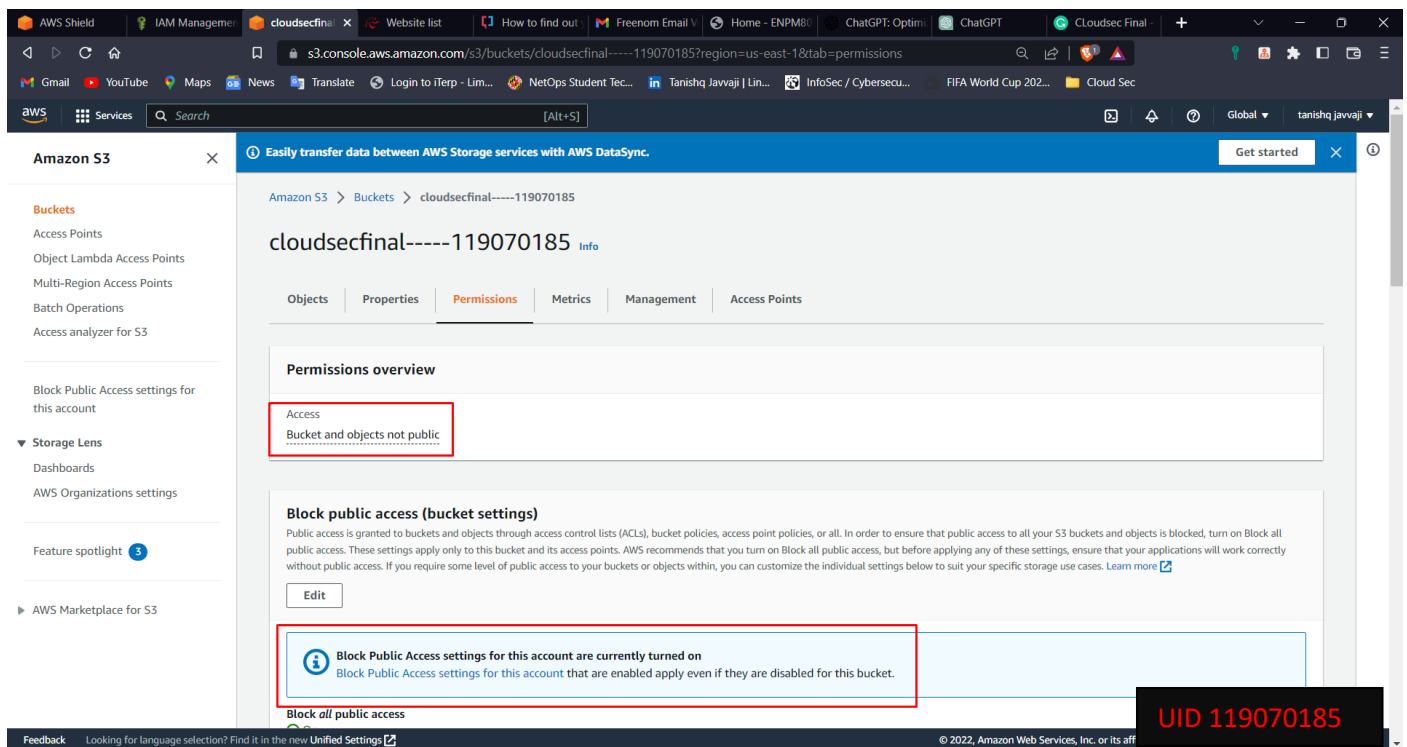 AWS Shield
IAM Managemen
cloudsecfinal
Website list
How to find out
Freenom Email V
Home - ENPM80
ChatGPT: Optimi
ChatGPT
CLoudsec Final -
s3.console.aws.amazon.com/s3/buckets/cloudsecfinal-----119070185?region=us-east-1&tab=permissions
Gmail YouTube Maps News Translate Login to iTerp - Lim... NetOps Student Tec... Tanishq Javvaji | Lin... InfoSec / Cybersecu... FIFA World Cup 202... Cloud Sec
aws Services Search [Alt+S] Global tanishq javvaji
Amazon S3
Buckets
Access Points
Object Lambda Access Points
Multi-Region Access Points
Batch Operations
Access analyzer for S3
Block Public Access settings for
this account
Storage Lens
Dashboards
AWS Organizations settings
Feature spotlight 3
AWS Marketplace for S3
Easily transfer data between AWS Storage services with AWS DataSync. Get started
Amazon S3 > Buckets > cloudsecfinal-----119070185
cloudsecfinal-----119070185 Info
Objects Properties Permissions Metrics Management Access Points
Permissions overview
Access
Bucket and objects not public
Block public access (bucket settings)
Public access is granted to buckets and objects through access control lists (ACLs), bucket policies, access point policies, or all. In order to ensure that public access to all your S3 buckets and objects is blocked, turn on Block all
public access. These settings apply only to this bucket and its access points. AWS recommends that you turn on Block all public access, but before applying any of these settings, ensure that your applications will work correctly
without public access. If you require some level of public access to your buckets or objects within, you can customize the individual settings below to suit your specific storage use cases. Learn more
Edit
Block Public Access settings for this account are currently turned on
Block Public Access settings for this account that are enabled apply even if they are disabled for this bucket.
Block all public access
UID 119070185
Feedback Looking for language selection? Find it in the new Unified Settings © 2022, Amazon Web Services, Inc. or its aff